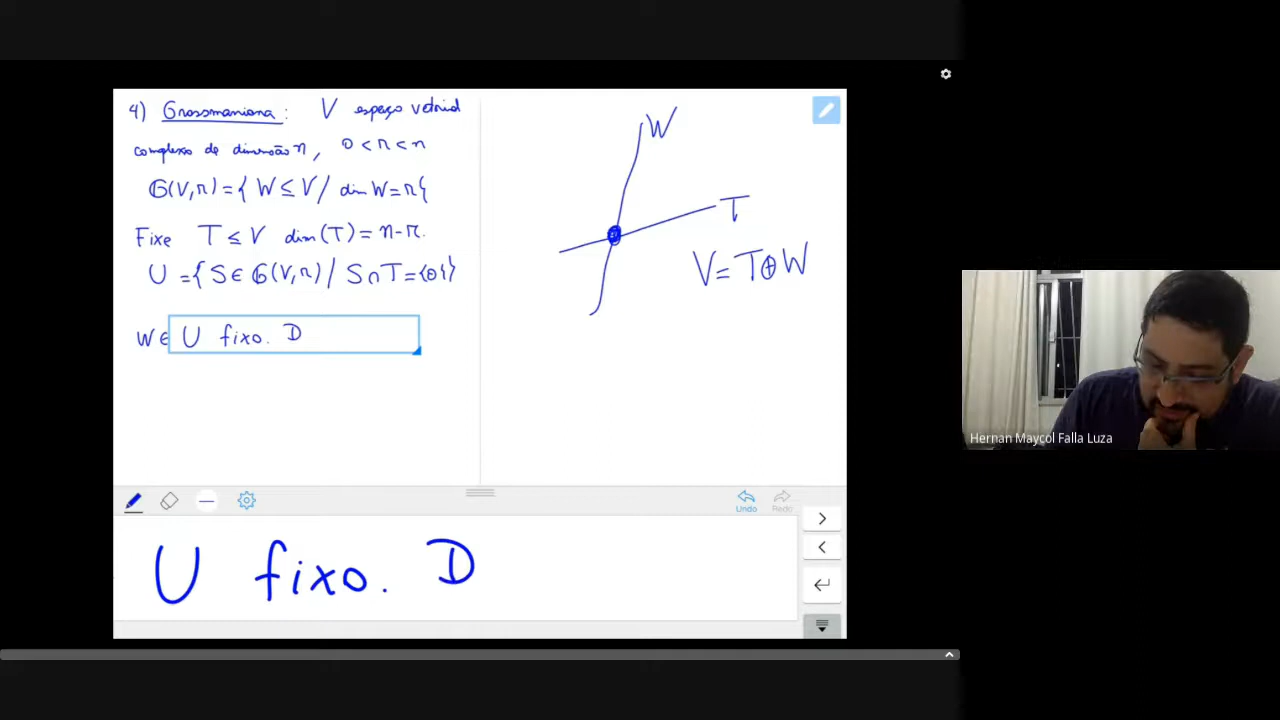 4) Grassmaniana: V espaço vetorial
complexo de dimensão n, 0 < r < n
G(V,r) = { W ≤ V / dim W = r }
Fixe T ≤ V dim(T) = n-r.
U = { S ∈ G(V,r) / S ∩ T = {0} }
W ∈ U fixo. D
W
T
V = T ⊕ W
Undo
Redo
U fixo. D
Hernan Maycol Falla Luza